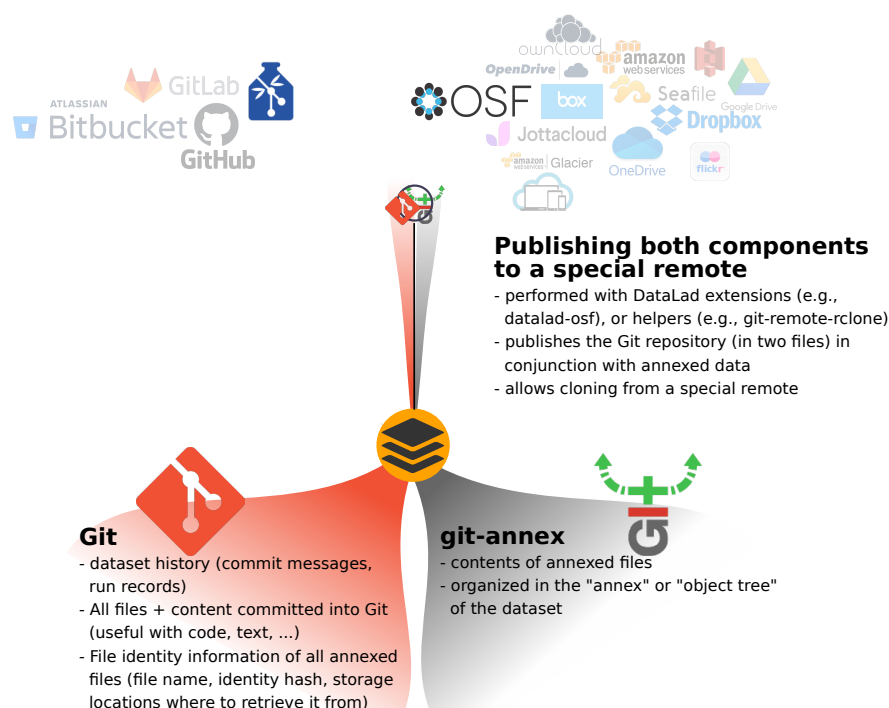 GitLab
ATLASSIAN
Bitbucket
GitHub
ownCloud
OpenDrive
amazon
webservices
OSF
box
Seafile
Google Drive
Dropbox
Jottacloud
amazon
webservices
Glacier
OneDrive
flickr
Publishing both components
to a special remote
- performed with DataLad extensions (e.g.,
datalad-osf), or helpers (e.g., git-remote-rclone)
- publishes the Git repository (in two files) in
conjunction with annexed data
- allows cloning from a special remote
git
Git
- dataset history (commit messages,
run records)
- All files + content committed into Git
(useful with code, text, ...)
- File identity information of all annexed
files (file name, identity hash, storage
locations where to retrieve it from)
git-annex
- contents of annexed files
- organized in the "annex" or "object tree"
of the dataset